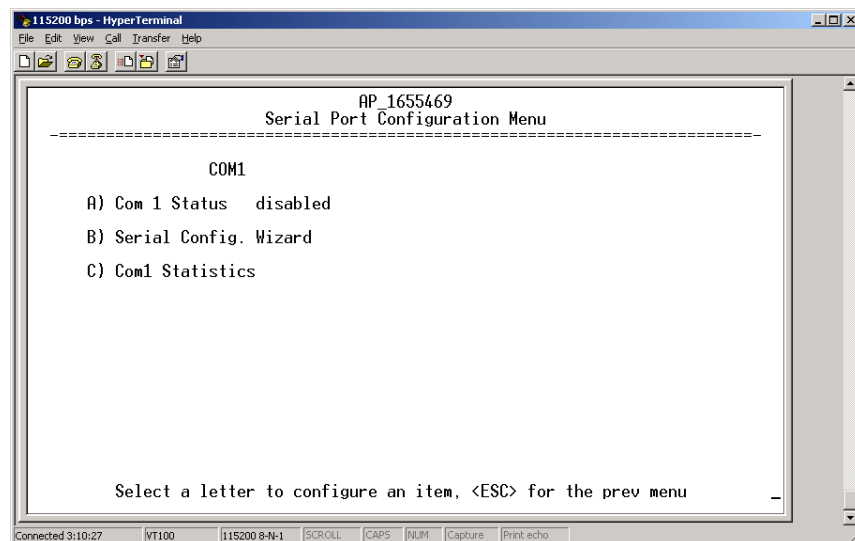 115200 bps - HyperTerminal
File Edit View Call Transfer Help
AP_1655469
Serial Port Configuration Menu
-==========================================================================-
COM1
A) Com 1 Status disabled
B) Serial Config. Wizard
C) Com1 Statistics
Select a letter to configure an item, <ESC> for the prev menu
Connected 3:10:27 VT100 115200 8-N-1 SCROLL CAPS NUM Capture Print echo